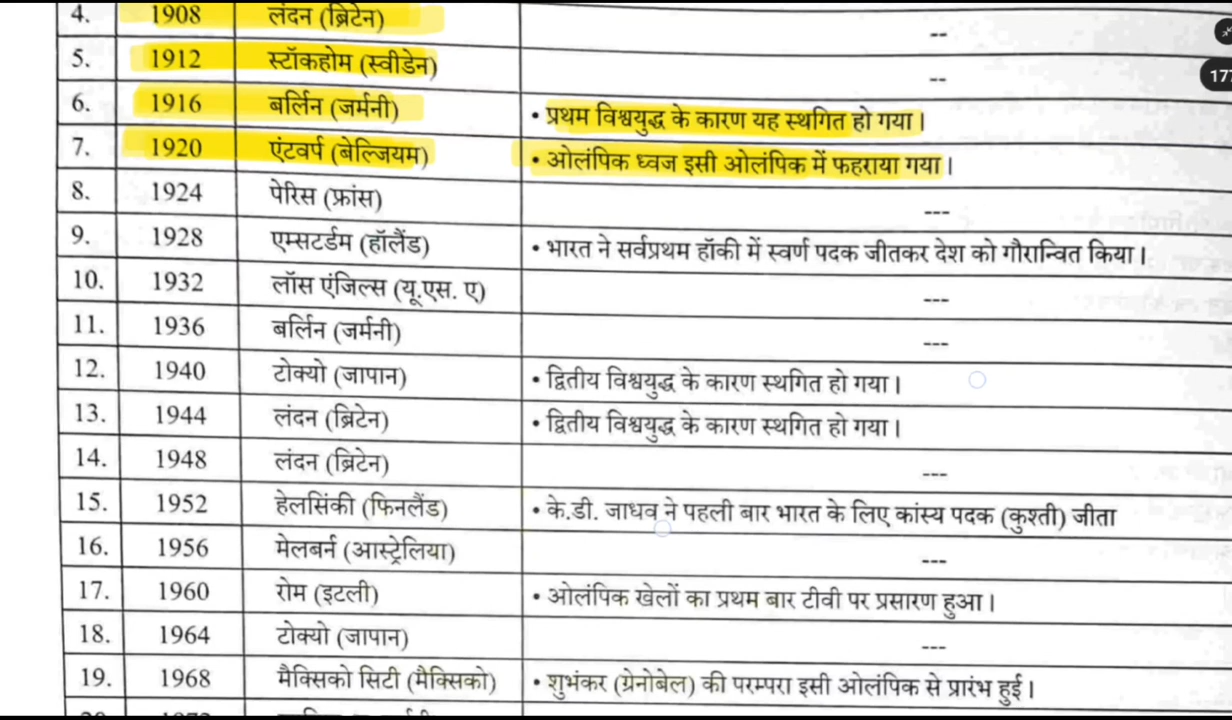 4. 1908 लंदन (ब्रिटेन) --
5. 1912 स्टॉकहोम (स्वीडेन) --
6. 1916 बर्लिन (जर्मनी) • प्रथम विश्वयुद्ध के कारण यह स्थगित हो गया।
7. 1920 एंटवर्प (बेल्जियम) • ओलंपिक ध्वज इसी ओलंपिक में फहराया गया।
8. 1924 पेरिस (फ्रांस) ---
9. 1928 एम्सटर्डम (हॉलैंड) • भारत ने सर्वप्रथम हॉकी में स्वर्ण पदक जीतकर देश को गौरान्वित किया।
10. 1932 लॉस एंजिल्स (यू.एस. ए) ---
11. 1936 बर्लिन (जर्मनी) ---
12. 1940 टोक्यो (जापान) • द्वितीय विश्वयुद्ध के कारण स्थगित हो गया।
13. 1944 लंदन (ब्रिटेन) • द्वितीय विश्वयुद्ध के कारण स्थगित हो गया।
14. 1948 लंदन (ब्रिटेन) ---
15. 1952 हेलसिंकी (फिनलैंड) • के.डी. जाधव ने पहली बार भारत के लिए कांस्य पदक (कुश्ती) जीता
16. 1956 मेलबर्न (आस्ट्रेलिया) ---
17. 1960 रोम (इटली) • ओलंपिक खेलों का प्रथम बार टीवी पर प्रसारण हुआ।
18. 1964 टोक्यो (जापान) ---
19. 1968 मैक्सिको सिटी (मैक्सिको) • शुभंकर (ग्रेनोबेल) की परम्परा इसी ओलंपिक से प्रारंभ हुई।